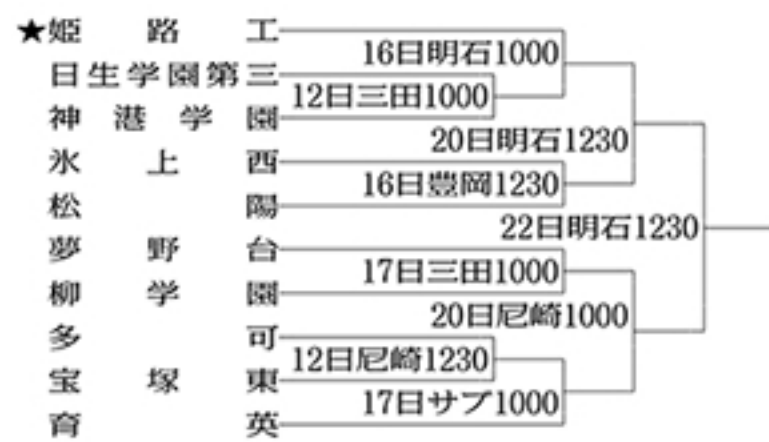 ★姫路工
16日明石1000
日生学園第三
12日三田1000
神港学園
20日明石1230
氷上西
16日豊岡1230
松陽
22日明石1230
夢野台
17日三田1000
柳学園
20日尼崎1000
多可
12日尼崎1230
宝塚東
17日サブ1000
育英